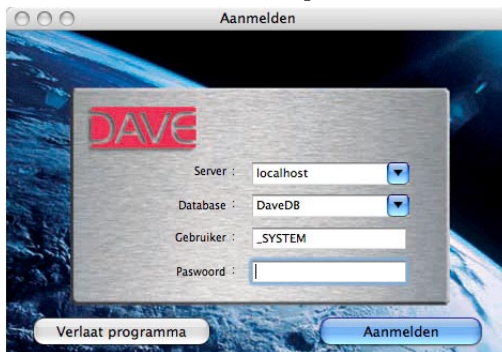 Aanmelden
DAVE
Server : localhost
Database : DaveDB
Gebruiker : _SYSTEM
Paswoord :
Verlaat programma
Aanmelden